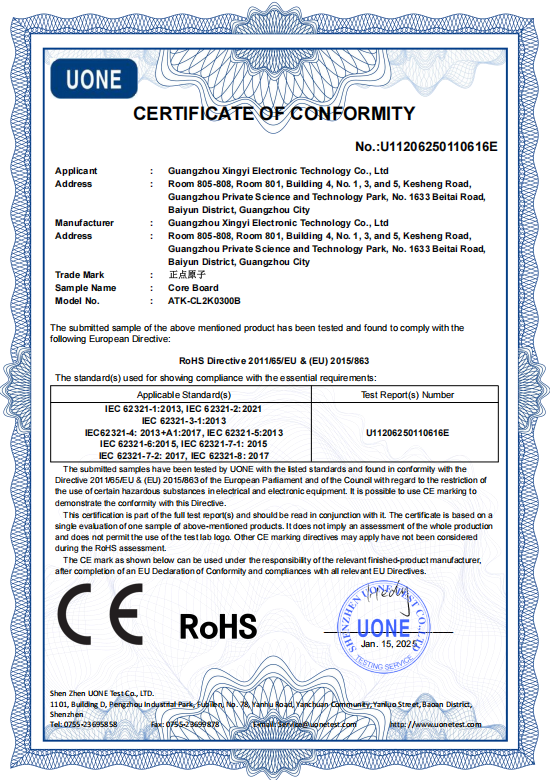 UONE
CERTIFICATE OF CONFORMITY
No.:U11206250110616E
Applicant : Guangzhou Xingyi Electronic Technology Co., Ltd
Address : Room 805-808, Room 801, Building 4, No. 1, 3, and 5, Kesheng Road,
Guangzhou Private Science and Technology Park, No. 1633 Beitai Road,
Baiyun District, Guangzhou City
Manufacturer : Guangzhou Xingyi Electronic Technology Co., Ltd
Address : Room 805-808, Room 801, Building 4, No. 1, 3, and 5, Kesheng Road,
Guangzhou Private Science and Technology Park, No. 1633 Beitai Road,
Baiyun District, Guangzhou City
Trade Mark : 正点原子
Sample Name : Core Board
Model No. : ATK-CL2K0300B
The submitted sample of the above mentioned product has been tested and found to comply with the
following European Directive:
RoHS Directive 2011/65/EU & (EU) 2015/863
The standard(s) used for showing compliance with the essential requirements:
Applicable Standard(s) Test Report(s) Number
IEC 62321-1:2013, IEC 62321-2:2021
IEC 62321-3-1:2013
IEC62321-4: 2013+A1:2017, IEC 62321-5:2013
IEC 62321-6:2015, IEC 62321-7-1: 2015
IEC 62321-7-2: 2017, IEC 62321-8: 2017
U11206250110616E
The submitted samples have been tested by UONE with the listed standards and found in conformity with the
Directive 2011/65/EU & (EU) 2015/863 of the European Parliament and of the Council with regard to the restriction of
the use of certain hazardous substances in electrical and electronic equipment. It is possible to use CE marking to
demonstrate the conformity with this Directive.
This certification is part of the full test report(s) and should be read in conjunction with it. The certificate is based on a
single evaluation of one sample of above-mentioned products. It does not imply an assessment of the whole production
and does not permit the use of the test lab logo. Other CE marking directives may apply have not been considered
during the RoHS assessment.
The CE mark as shown below can be used under the responsibility of the relevant finished-product manufacturer,
after completion of an EU Declaration of Conformity and compliances with all relevant EU Directives.
CE RoHS
SHENZHEN UONE TEST CO.,LTD
UONE
Jan. 15, 2025
TESTING SERVICE
Shen Zhen UONE Test Co., LTD.
1101, Building D, Pengzhou Industrial Park, Fubilen, No. 78, Yanhu Road, Yanchuan Community, Yanluo Street, Baoan District,
Shenzhen
Tel: 0755-23695858 Fax: 0755-23699878 E-mail: Service@uonetest.com http://www.uonetest.com